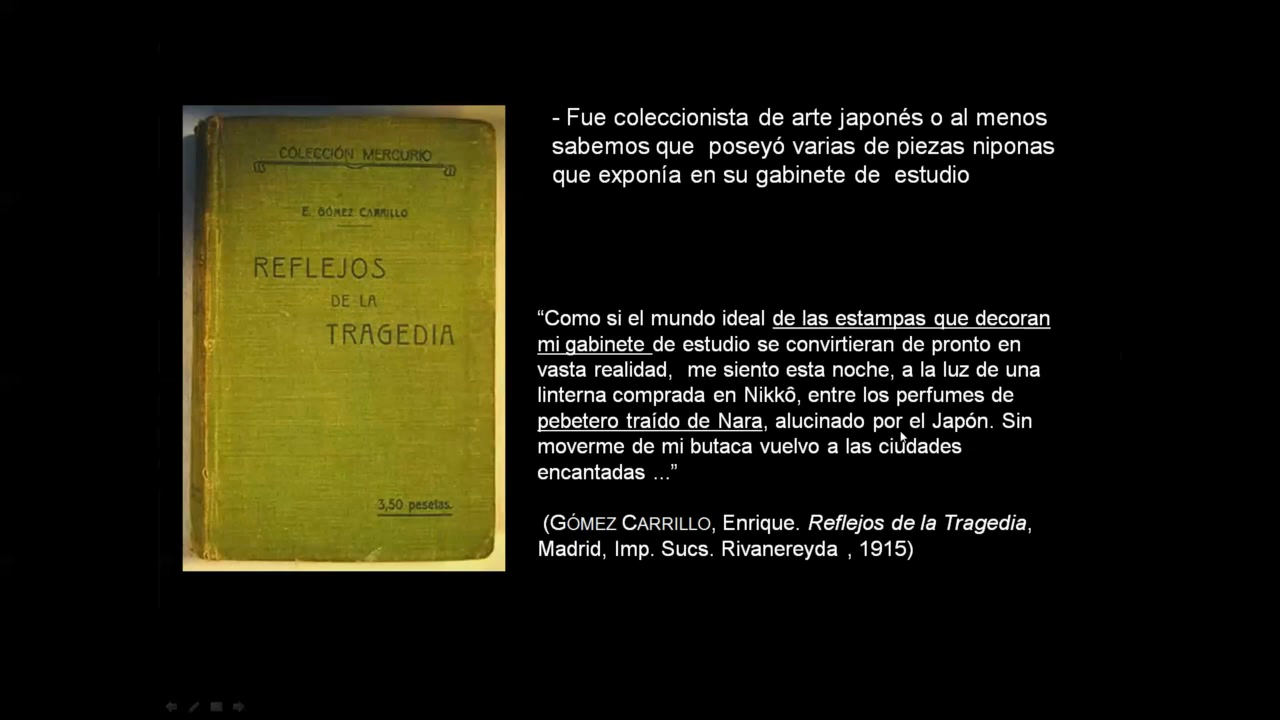 COLECCIÓN MERCURIO
E. GÓMEZ CARRILLO
REFLEJOS
DE LA
TRAGEDIA
3,50 pesetas.
- Fue coleccionista de arte japonés o al menos
sabemos que poseyó varias de piezas niponas
que exponía en su gabinete de estudio
“Como si el mundo ideal de las estampas que decoran
mi gabinete de estudio se convirtieran de pronto en
vasta realidad, me siento esta noche, a la luz de una
linterna comprada en Nikkô, entre los perfumes de
pebetero traído de Nara, alucinado por el Japón. Sin
moverme de mi butaca vuelvo a las ciudades
encantadas ...”
(GÓMEZ CARRILLO, Enrique. Reflejos de la Tragedia,
Madrid, Imp. Sucs. Rivanereyda , 1915)